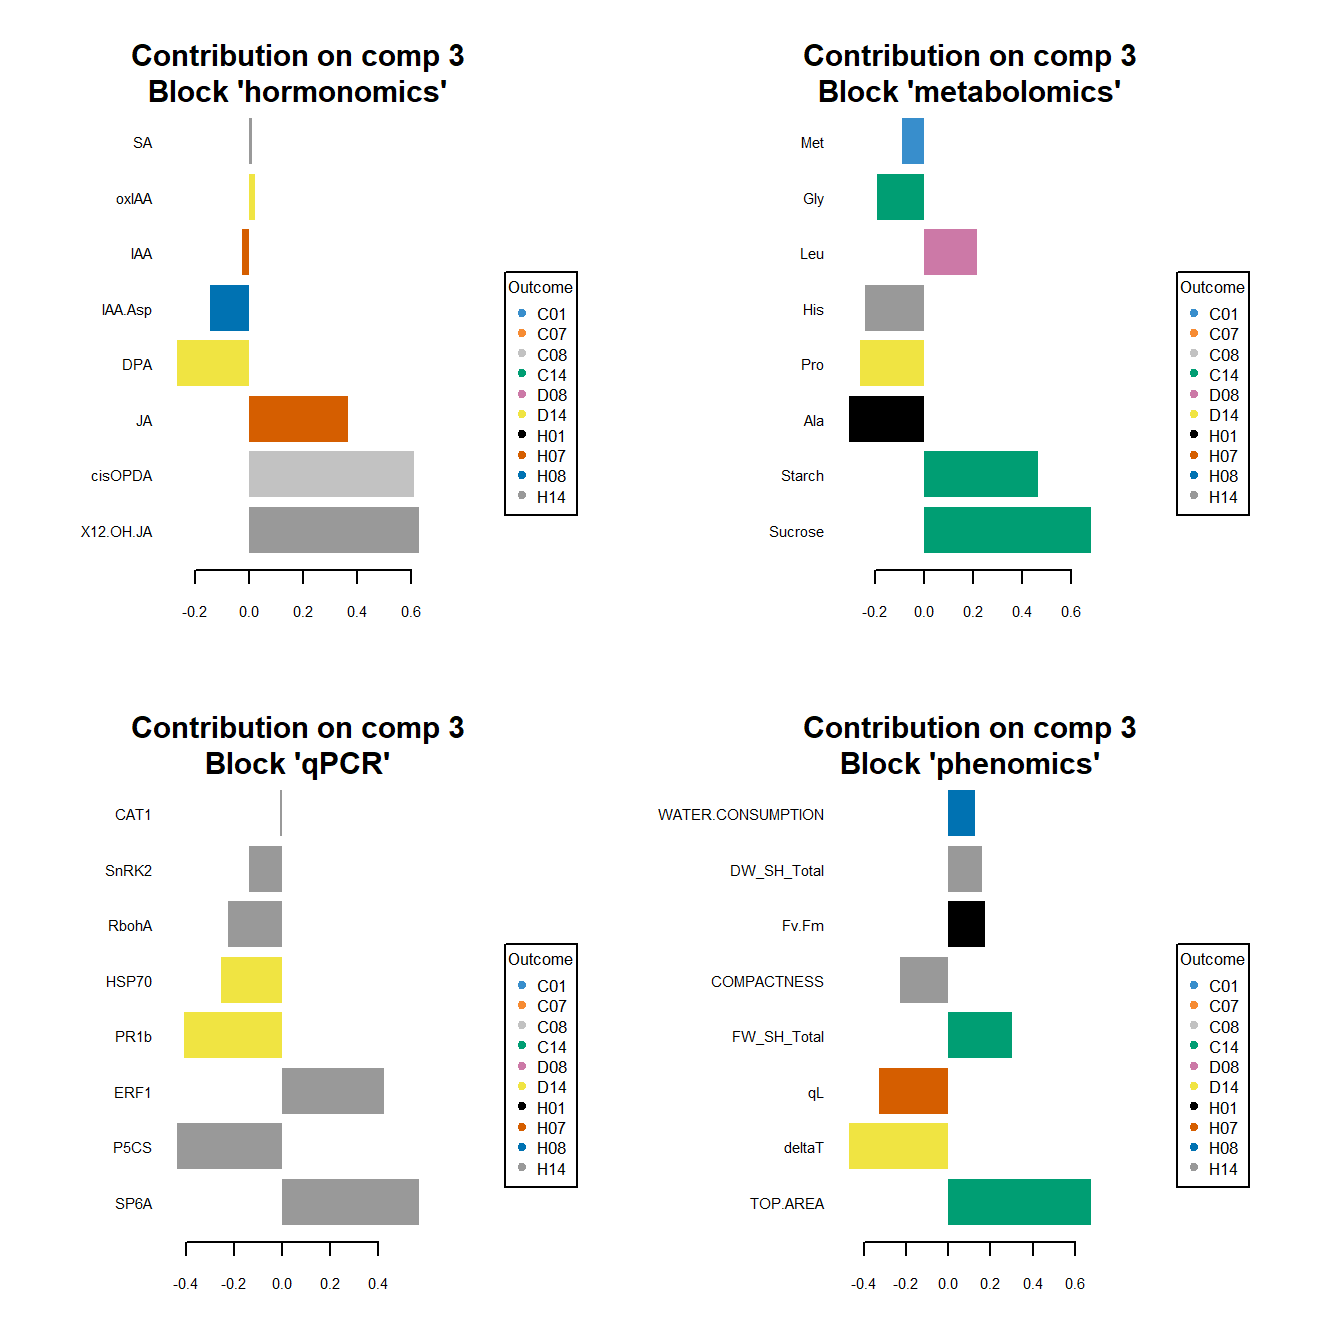 Contribution on comp 3
Block 'hormonomics'
SA
oxIAA
IAA
IAA.Asp
DPA
JA
cisOPDA
X12.OH.JA
-0.2 0.0 0.2 0.4 0.6
Outcome
C01
C07
C08
C14
D08
D14
H01
H07
H08
H14
Contribution on comp 3
Block 'metabolomics'
Met
Gly
Leu
His
Pro
Ala
Starch
Sucrose
-0.2 0.0 0.2 0.4 0.6
Outcome
C01
C07
C08
C14
D08
D14
H01
H07
H08
H14
Contribution on comp 3
Block 'qPCR'
CAT1
SnRK2
RbohA
HSP70
PR1b
ERF1
P5CS
SP6A
-0.4 -0.2 0.0 0.2 0.4
Outcome
C01
C07
C08
C14
D08
D14
H01
H07
H08
H14
Contribution on comp 3
Block 'phenomics'
WATER.CONSUMPTION
DW_SH_Total
Fv.Fm
COMPACTNESS
FW_SH_Total
qL
deltaT
TOP.AREA
-0.4 -0.2 0.0 0.2 0.4 0.6
Outcome
C01
C07
C08
C14
D08
D14
H01
H07
H08
H14